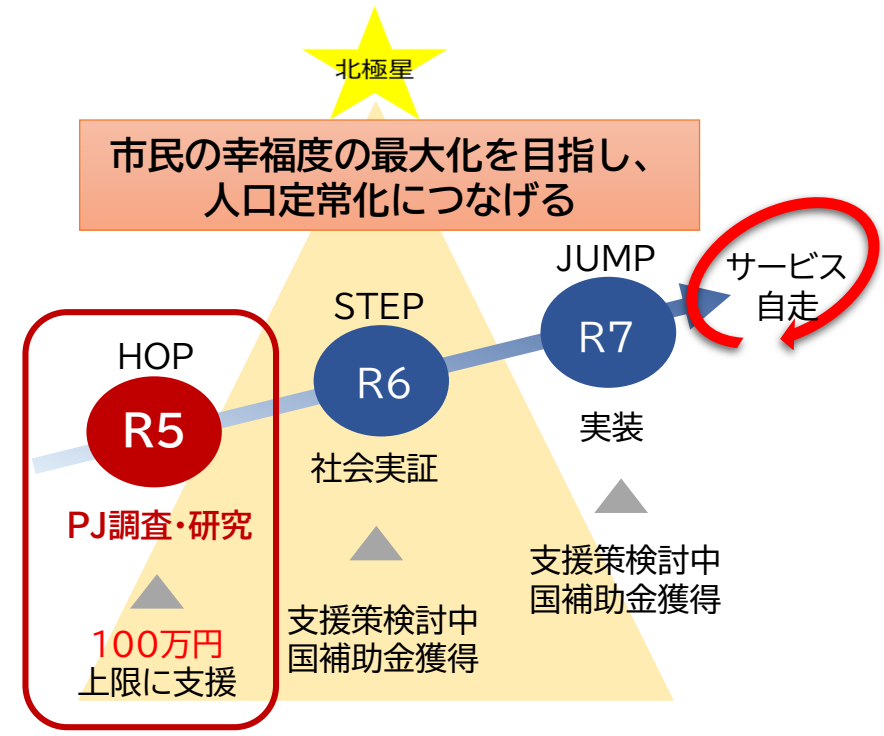 北極星
市民の幸福度の最大化を目指し、
人口定常化につなげる
HOP
R5
PJ調査・研究
100万円
上限に支援
STEP
R6
社会実証
支援策検討中
国補助金獲得
JUMP
R7
実装
支援策検討中
国補助金獲得
サービス
自走